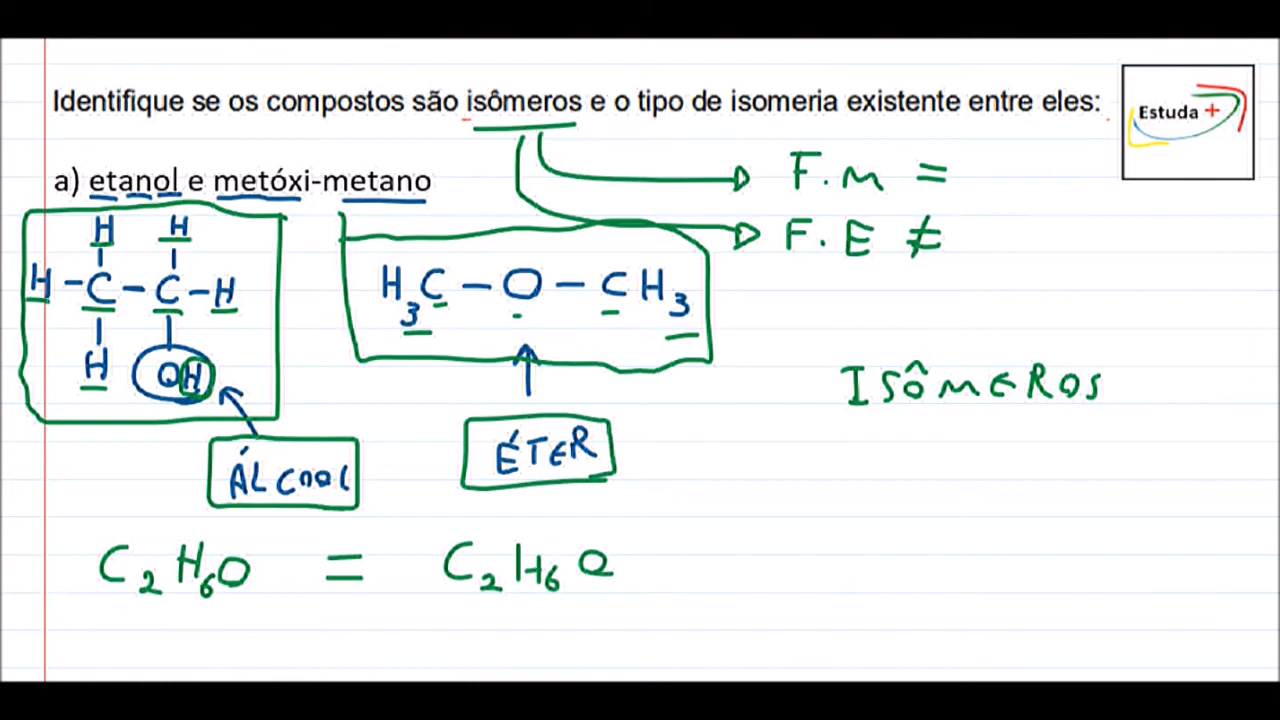 Identifique se os compostos são isômeros e o tipo de isomeria existente entre eles:
Estuda +
a) etanol e metóxi-metano
F.M =
F.E ≠
H H
H-C-C-H
H OH
H₃C-O-CH₃
ISÔMEROS
ÁLCOOL
ÉTER
C₂H₆O = C₂H₆O